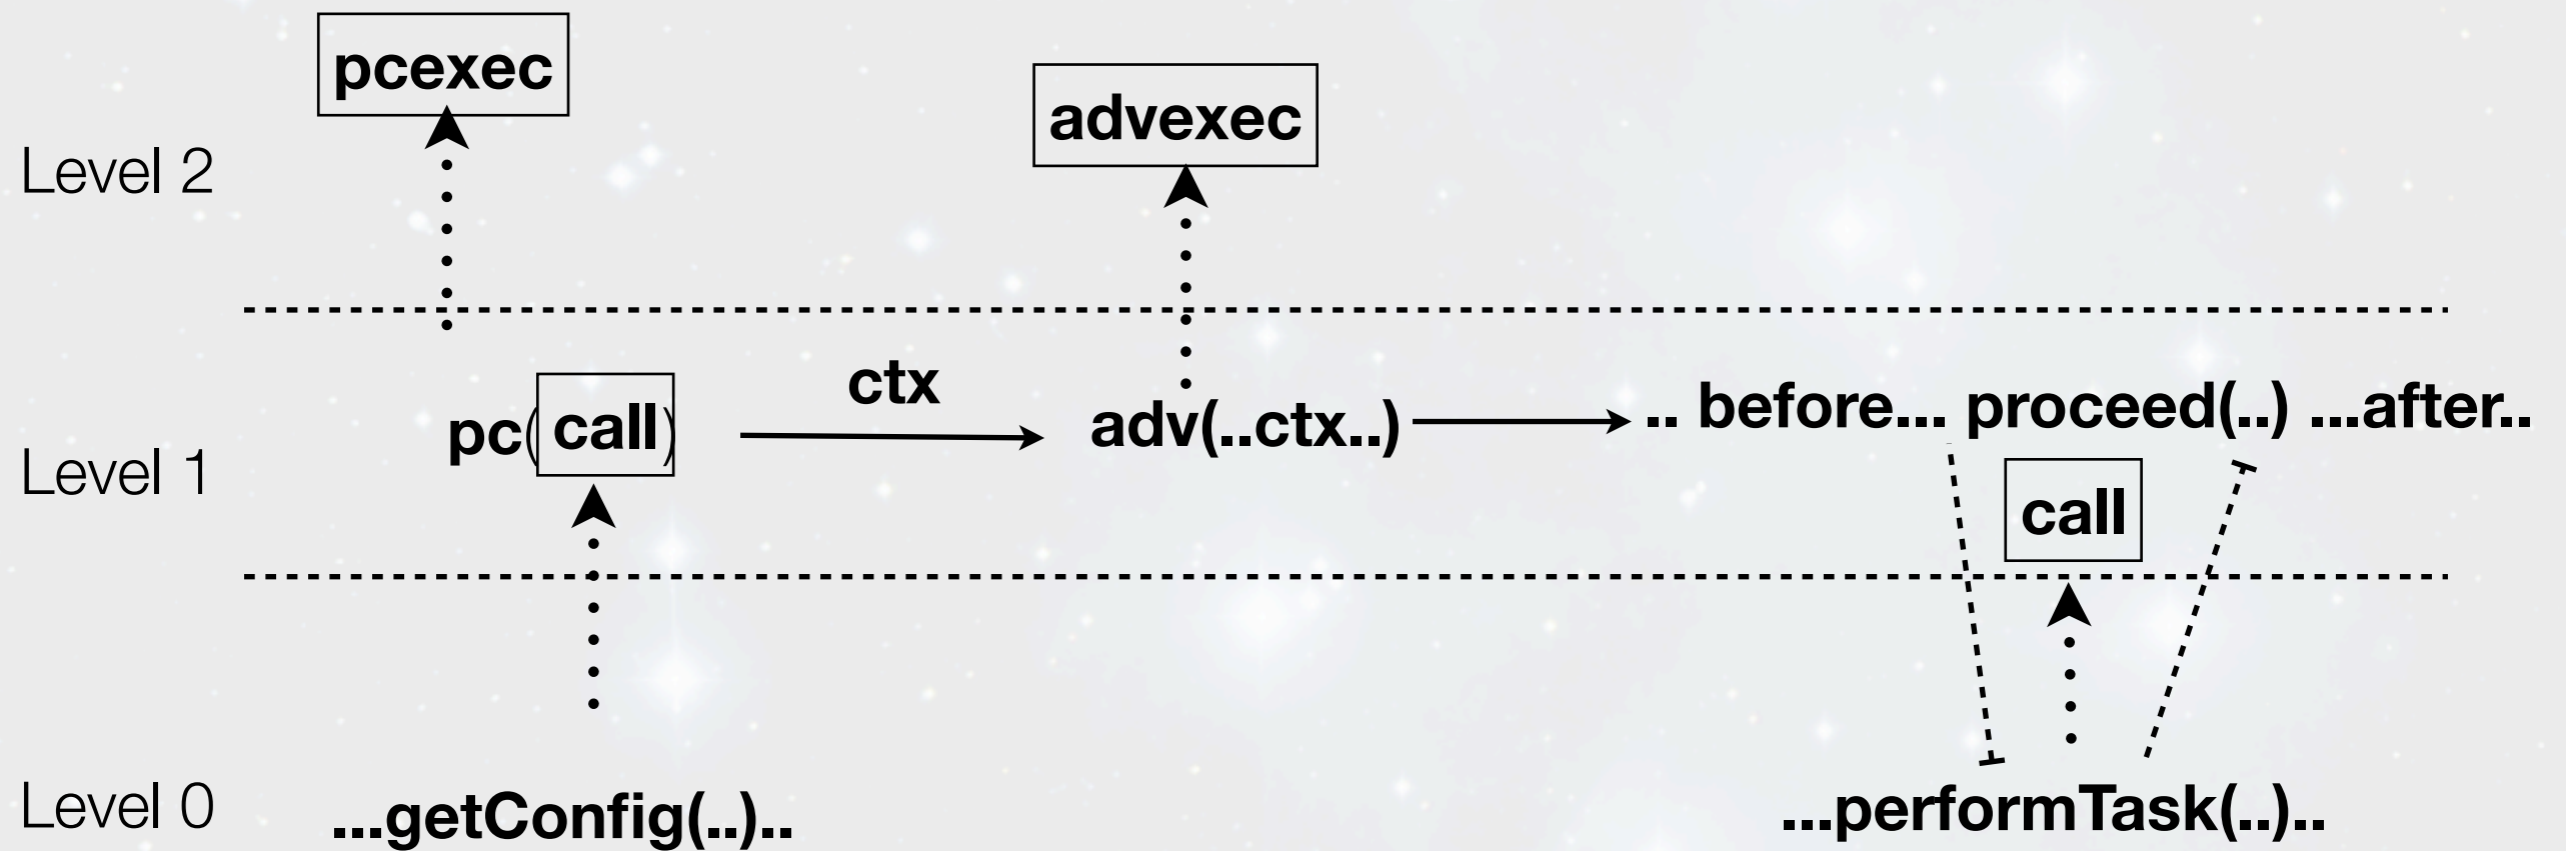 pcexec
advexec
Level 2
ctx
pc( call)
adv(..ctx..)
.. before... proceed(..) ...after..
Level 1
call
Level 0
...getConfig(..)..
...performTask(..)..